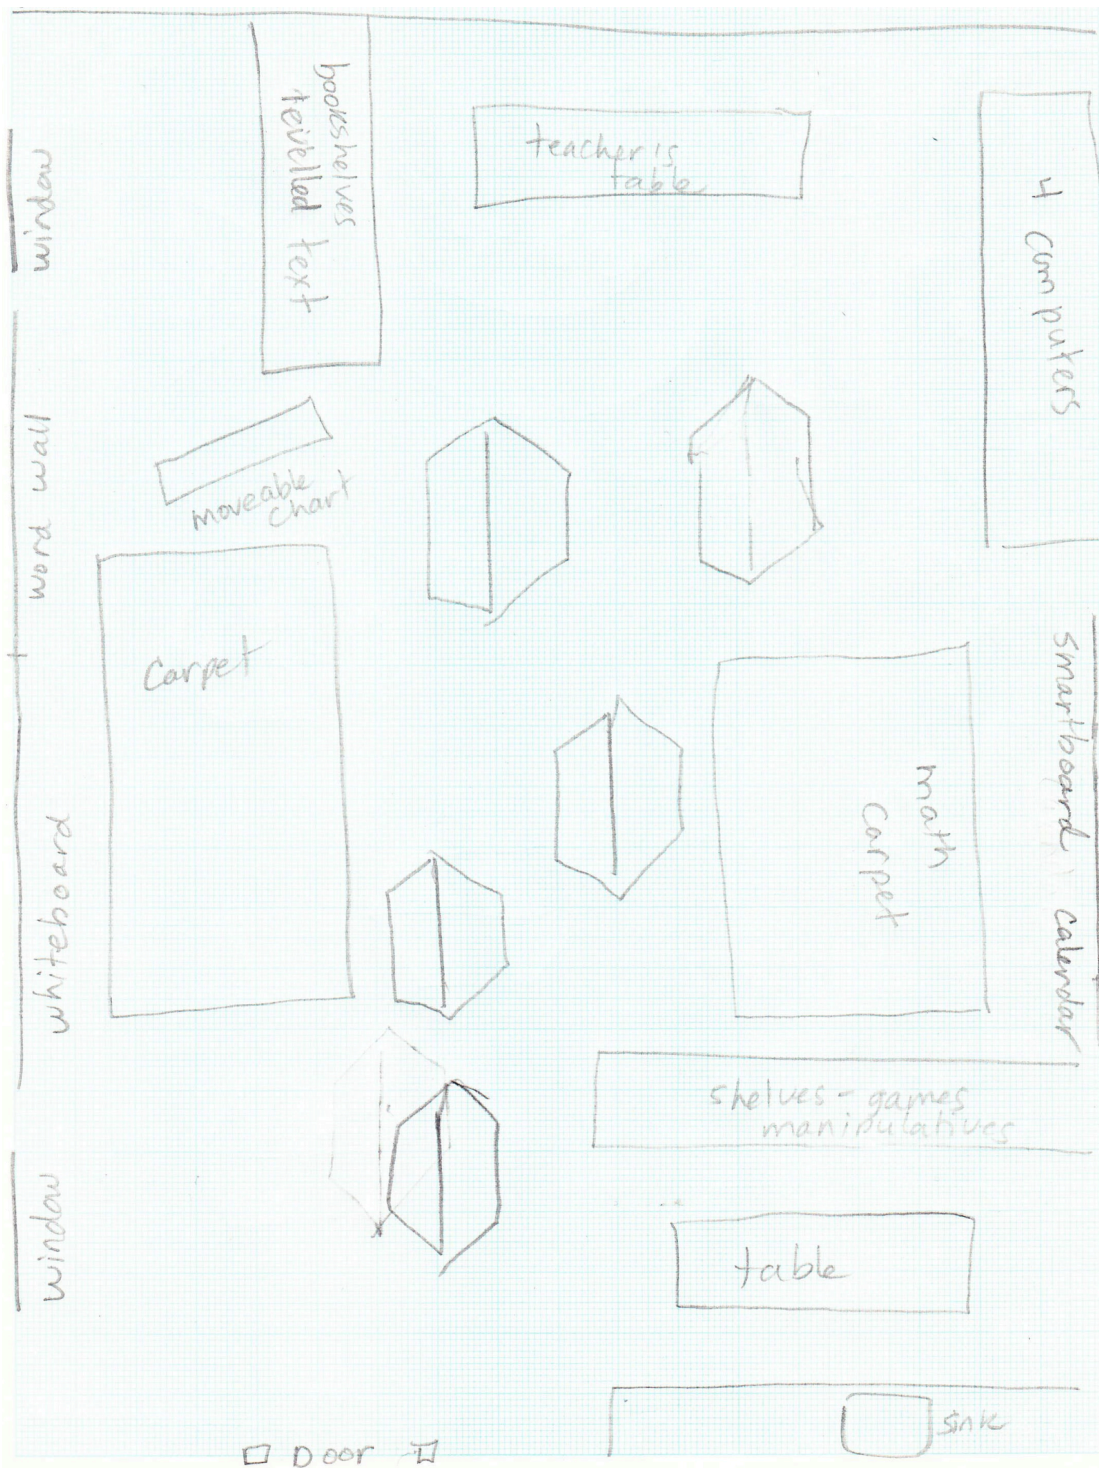 bookshelves
levelled text
teacher's
table
4 computers
window
word wall
moveable
chart
Carpet
smartboard
calendar
math
carpet
whiteboard
shelves - games
manipulatives
window
table
sink
Door